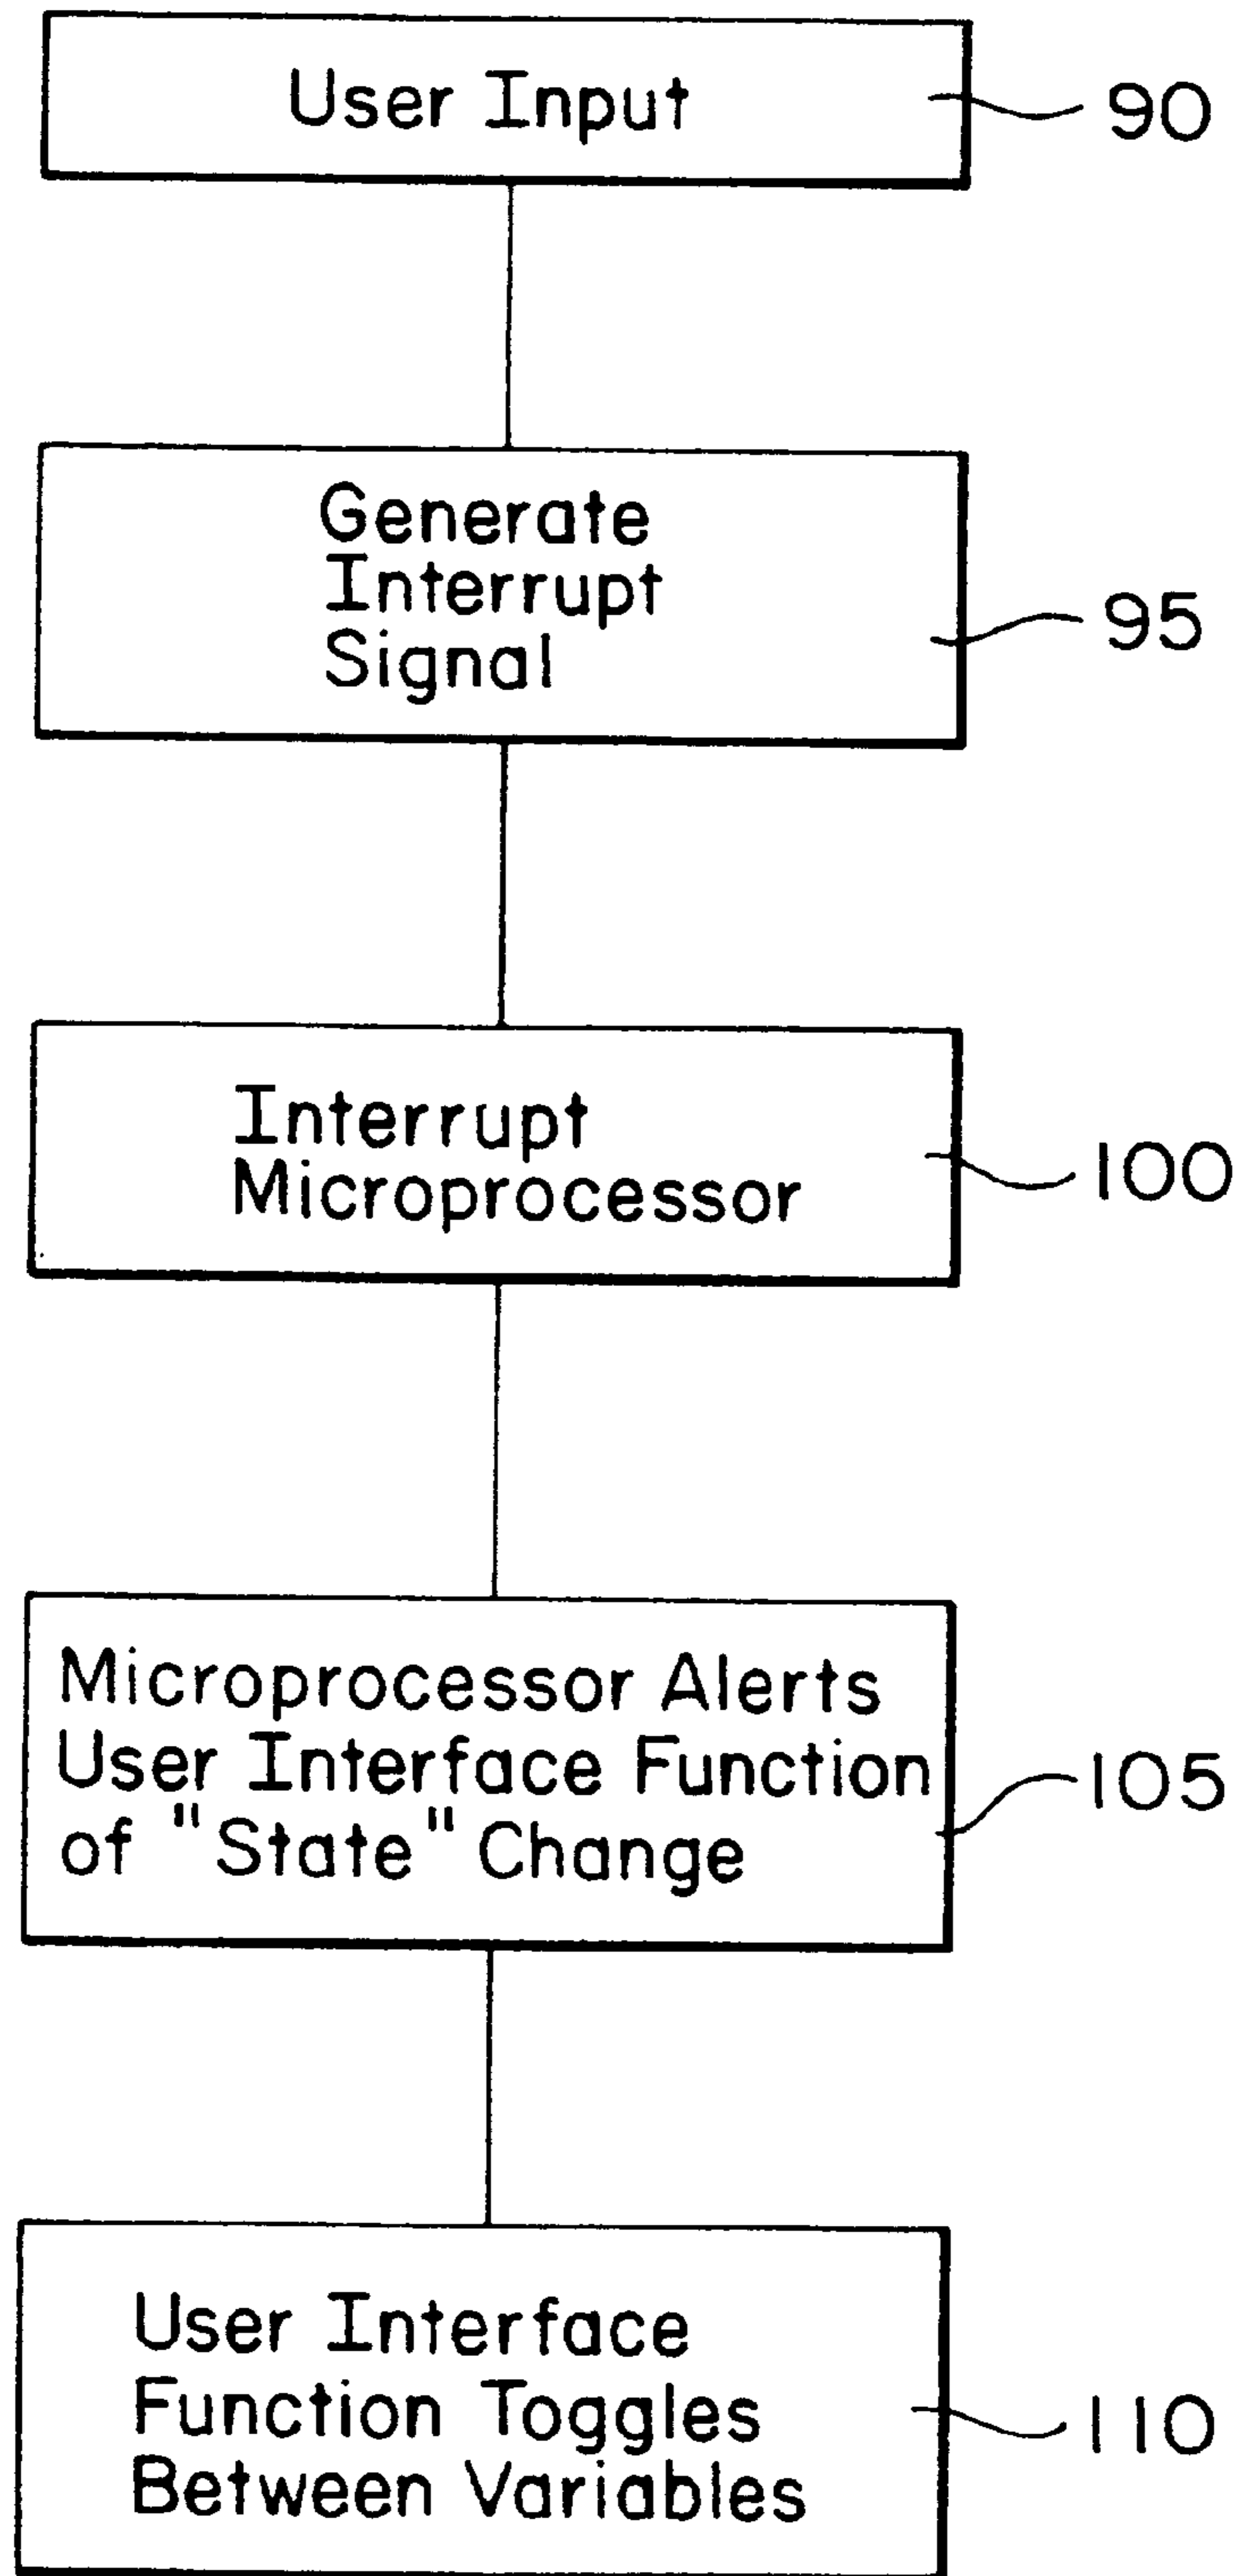 User Input
90
Generate
Interrupt
Signal
95
Interrupt
Microprocessor
100
Microprocessor Alerts
User Interface Function
of "State" Change
105
User Interface
Function Toggles
Between Variables
110